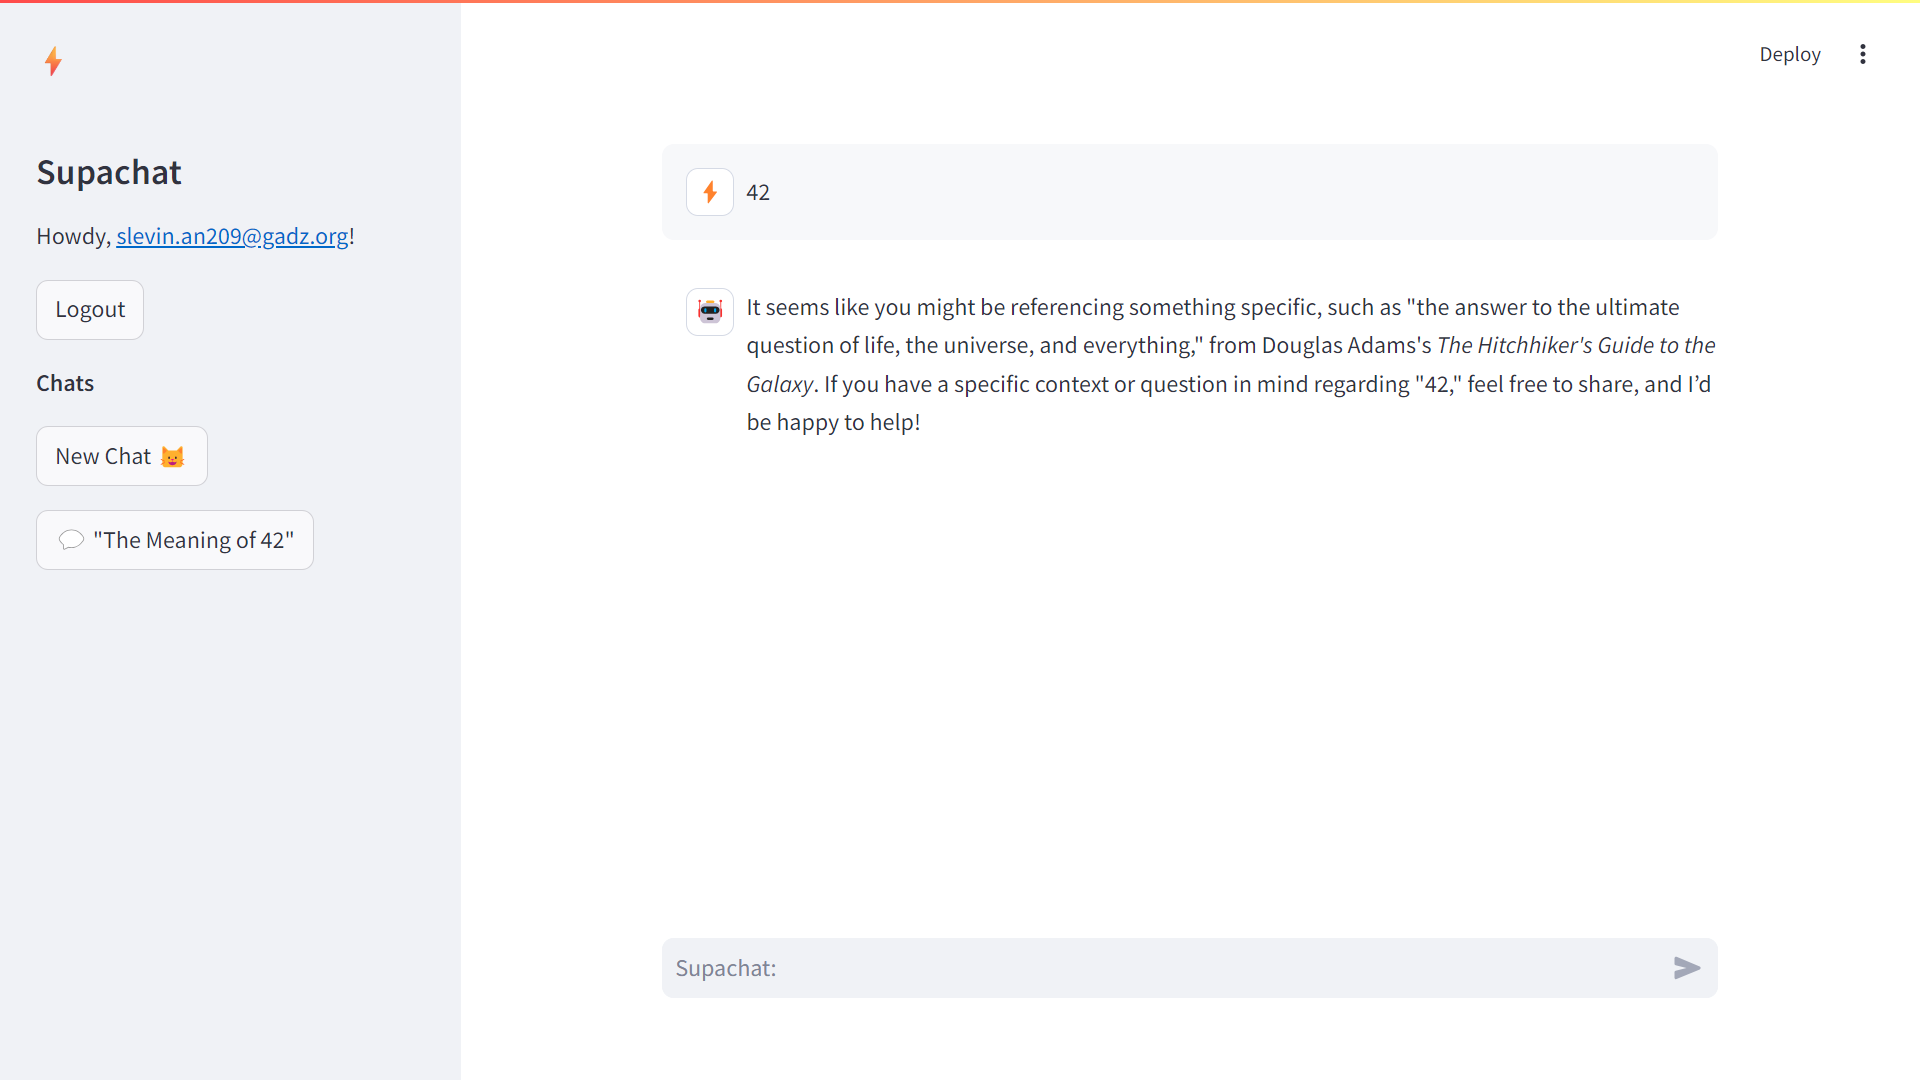 Deploy
Supachat
Howdy, slevin.an209@gadz.org!
Logout
Chats
New Chat 😺
💬 "The Meaning of 42"
42
It seems like you might be referencing something specific, such as "the answer to the ultimate
question of life, the universe, and everything," from Douglas Adams's The Hitchhiker's Guide to the
Galaxy. If you have a specific context or question in mind regarding "42," feel free to share, and I’d
be happy to help!
Supachat: